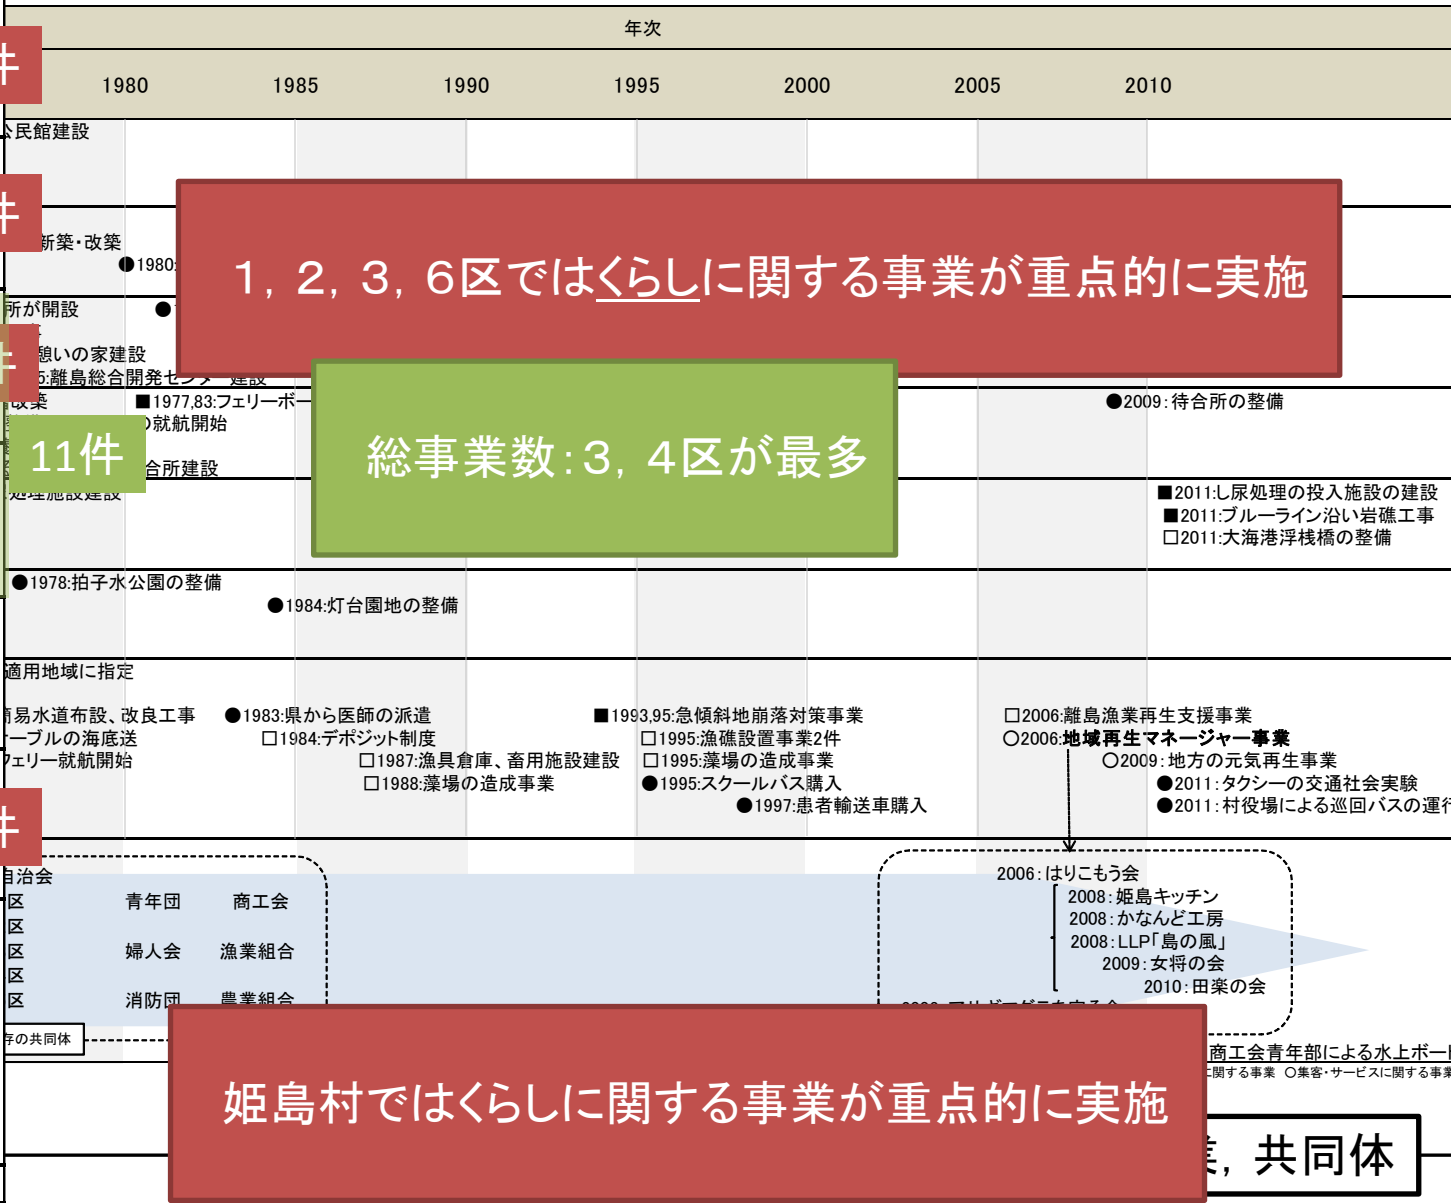 年次
件
1980 1985 1990 1995 2000 2005 2010
公民館建設
件
新築・改築
●1980:
1, 2, 3, 6区ではくらしに関する事業が重点的に実施
所が開設
憩いの家建設
件
5:離島総合開発センター建設
改築
■1977,83:フェリーボー
の就航開始
●2009:待合所の整備
11件
合所建設
総事業数:3, 4区が最多
処理施設建設
■2011:し尿処理の投入施設の建設
■2011:ブルーライン沿い岩礁工事
□2011:大海港浮桟橋の整備
●1978:拍子水公園の整備
●1984:灯台園地の整備
適用地域に指定
簡易水道布設、改良工事
●1983:県から医師の派遣
■1993,95:急傾斜地崩落対策事業
□2006:離島漁業再生支援事業
ーブルの海底送
□1984:デポジット制度
□1995:漁礁設置事業2件
○2006:地域再生マネージャー事業
フェリー就航開始
□1987:漁具倉庫、畜用施設建設
□1995:藻場の造成事業
○2009:地方の元気再生事業
□1988:藻場の造成事業
●1995:スクールバス購入
●2011:タクシーの交通社会実験
●1997:患者輸送車購入
●2011:村役場による巡回バスの運行
件
自治会
区 青年団 商工会
区
区 婦人会 漁業組合
区
区 消防団 農業組合
2006:はりこもう会
2008:姫島キッチン
2008:かなんど工房
2008:LLP「島の風」
2009:女将の会
2010:田楽の会
存の共同体
商工会青年部による水上ボート
に関する事業 ○集客・サービスに関する事業
姫島村ではくらしに関する事業が重点的に実施
業, 共同体